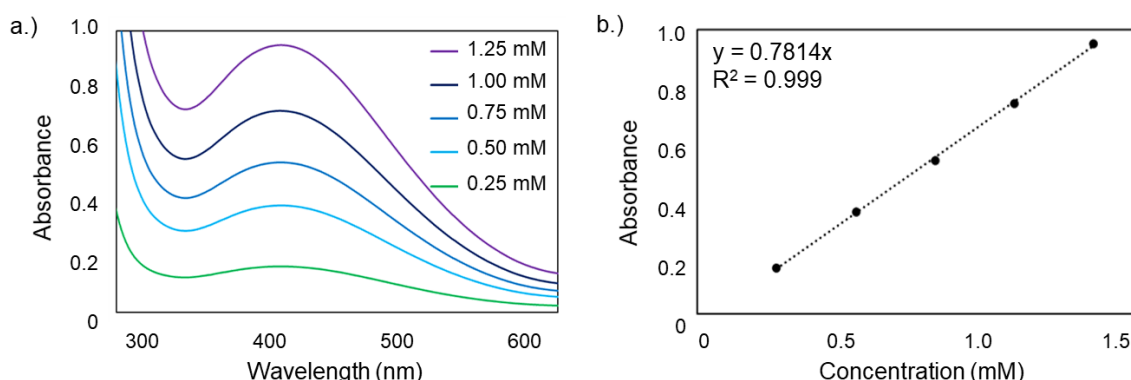 a.)
1.0
0.8
0.6
0.4
0.2
0
Absorbance
1.25 mM
1.00 mM
0.75 mM
0.50 mM
0.25 mM
300
400
500
600
Wavelength (nm)
b.)
y = 0.7814x
R² = 0.999
1.0
0.8
0.6
0.4
0.2
0
Absorbance
0
0.5
1.0
1.5
Concentration (mM)